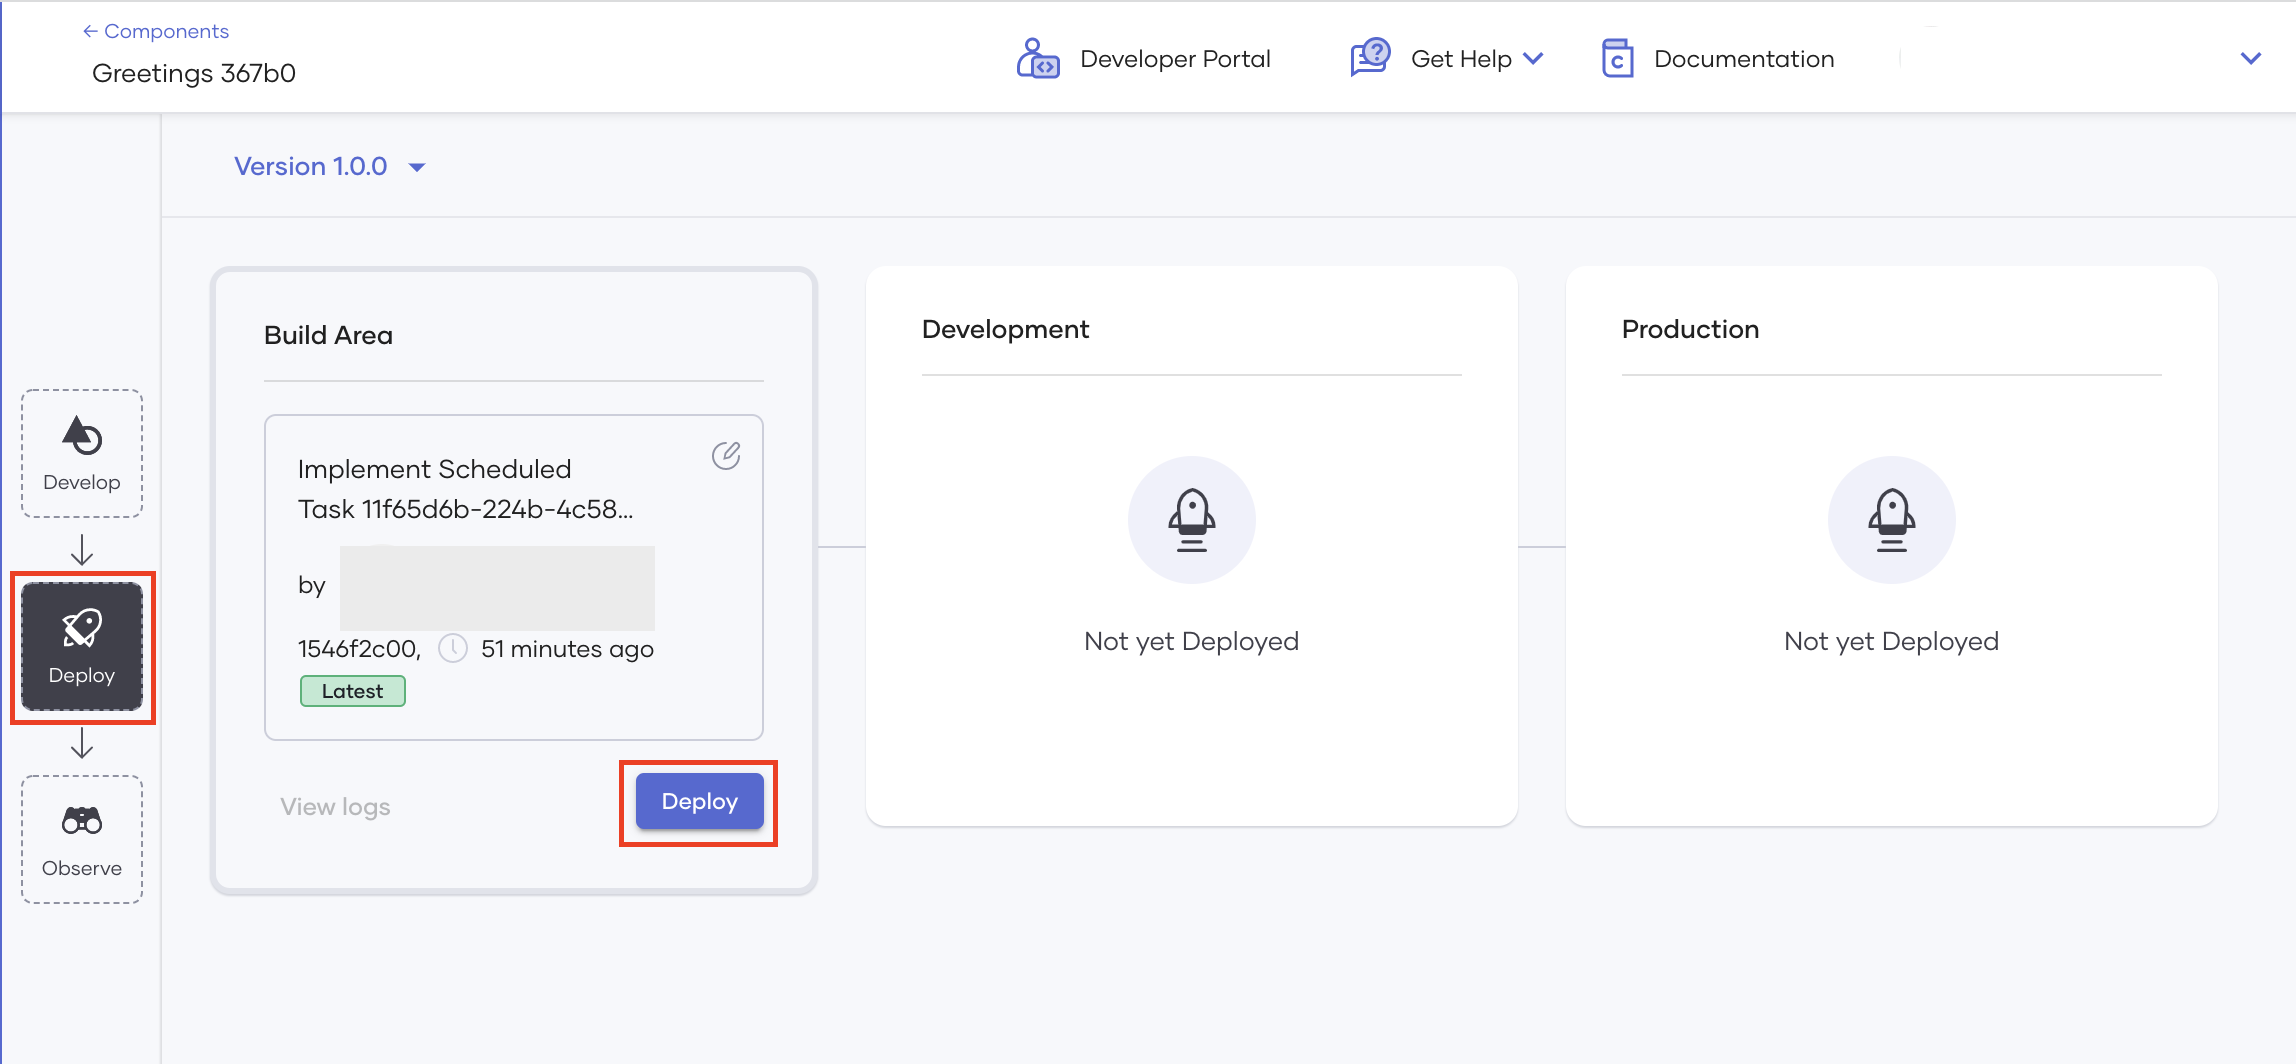 ← Components
Greetings 367b0
Developer Portal
Get Help
Documentation
Version 1.0.0
Develop
Deploy
Observe
Build Area
Implement Scheduled
Task 11f65d6b-224b-4c58...
by
1546f2c00, 51 minutes ago
Latest
View logs
Deploy
Development
Not yet Deployed
Production
Not yet Deployed